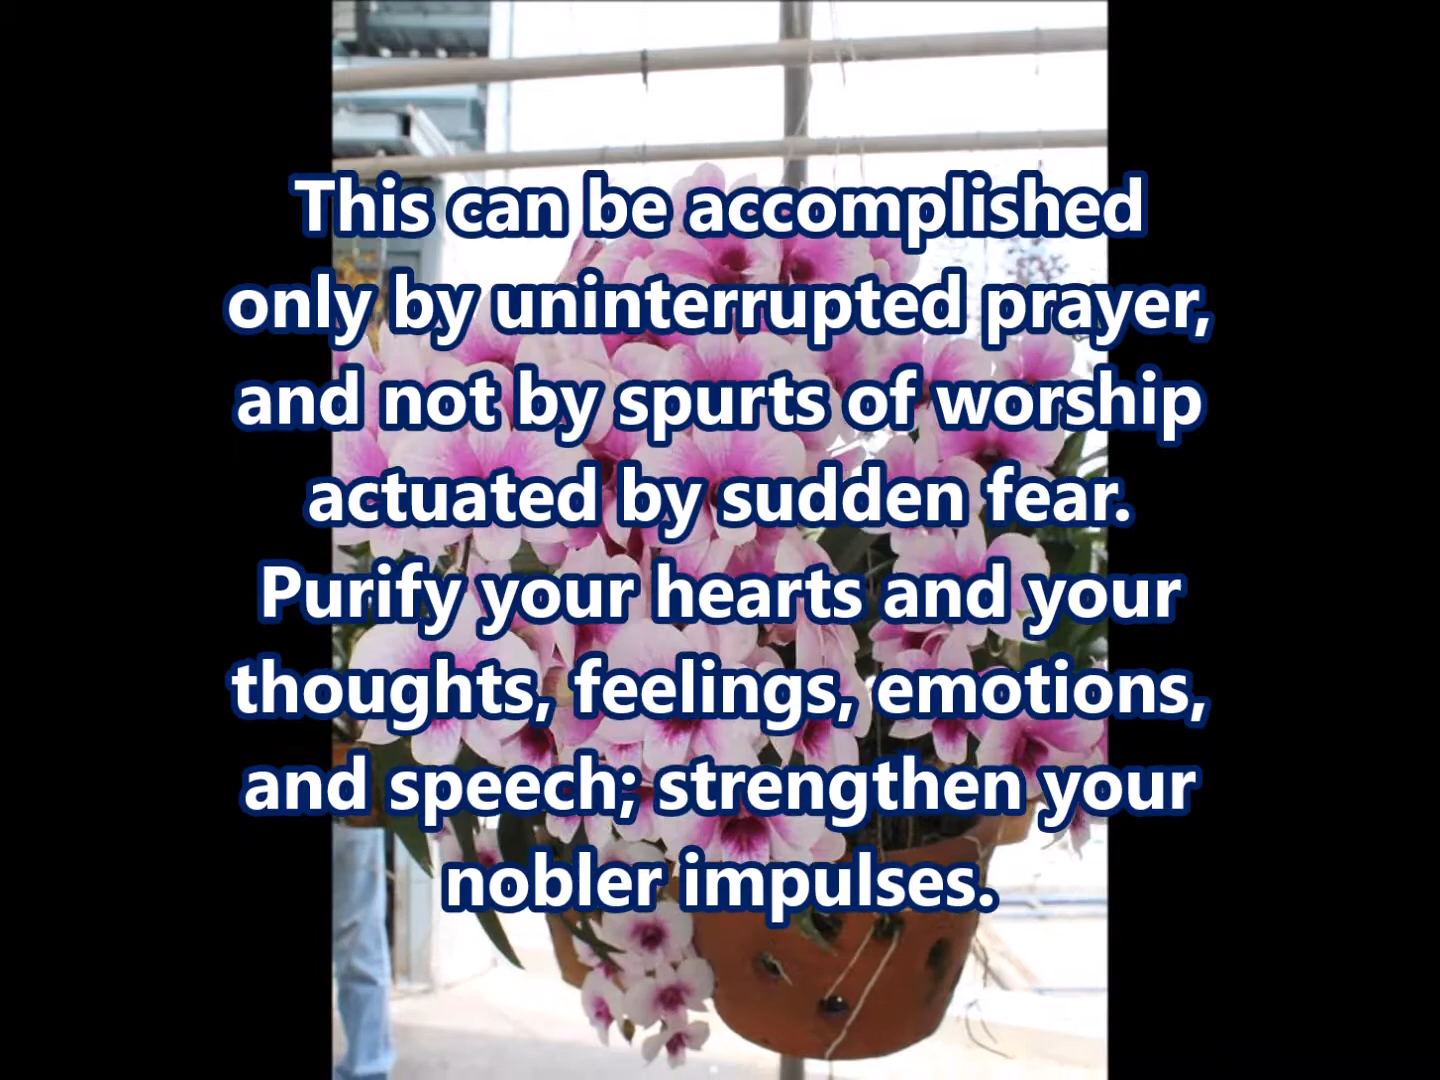 This can be accomplished
only by uninterrupted prayer,
and not by spurts of worship
actuated by sudden fear.
Purify your hearts and your
thoughts, feelings, emotions,
and speech; strengthen your
nobler impulses.